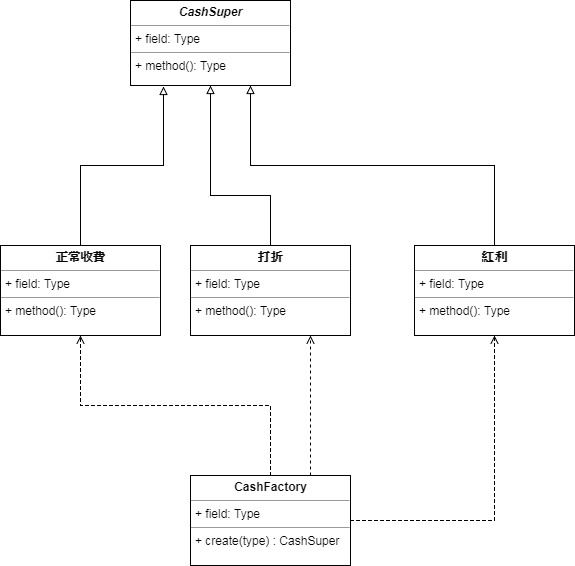 CashSuper
+ field: Type
+ method(): Type
正常收費
+ field: Type
+ method(): Type
打折
+ field: Type
+ method(): Type
紅利
+ field: Type
+ method(): Type
CashFactory
+ field: Type
+ create(type) : CashSuper